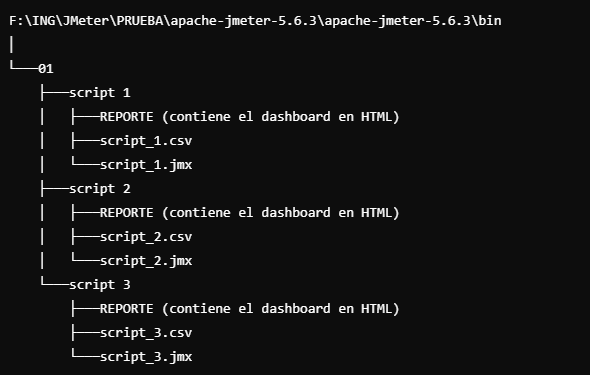 F:\ING\JMeter\PRUEBA\apache-jmeter-5.6.3\apache-jmeter-5.6.3\bin
│
└───01
    ├───script 1
    │   ├───REPORTE (contiene el dashboard en HTML)
    │   ├───script_1.csv
    │   └───script_1.jmx
    ├───script 2
    │   ├───REPORTE (contiene el dashboard en HTML)
    │   ├───script_2.csv
    │   └───script_2.jmx
    └───script 3
        ├───REPORTE (contiene el dashboard en HTML)
        ├───script_3.csv
        └───script_3.jmx